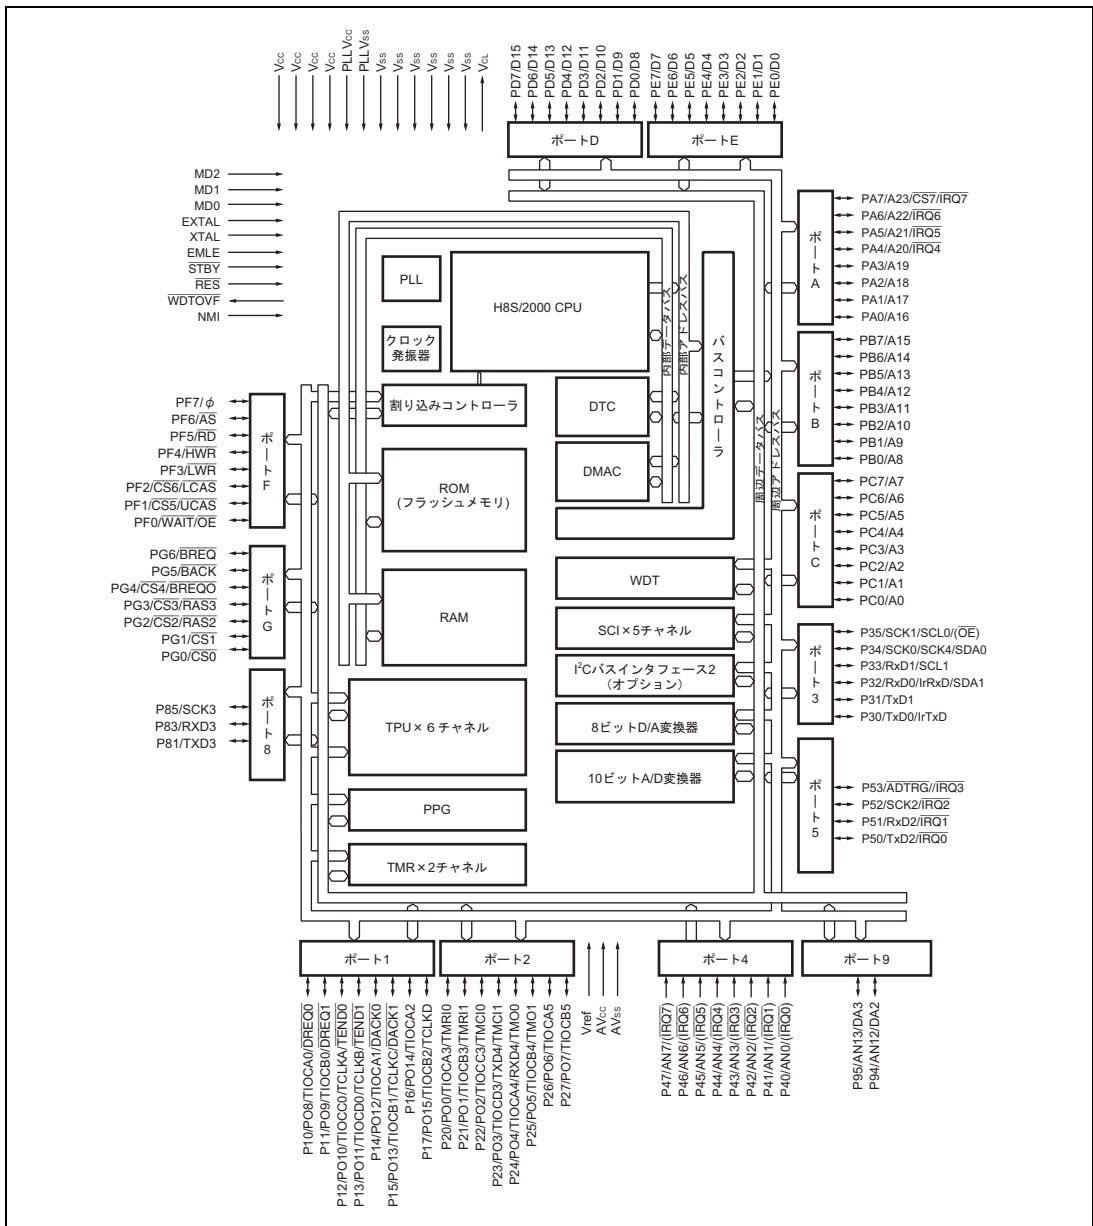 Vcc
Vcc
Vcc
Vcc
PLLVcc
PLLVss
Vss
Vss
Vss
Vss
Vss
Vss
VCL
PD7/D15
PD6/D14
PD5/D13
PD4/D12
PD3/D11
PD2/D10
PD1/D9
PD0/D8
PE7/D7
PE6/D6
PE5/D5
PE4/D4
PE3/D3
PE2/D2
PE1/D1
PE0/D0
ポートD
ポートE
MD2
MD1
MD0
EXTAL
XTAL
EMLE
STBY
RES
WDTOVF
NMI
PLL
クロック
発振器
H8S/2000 CPU
割り込みコントローラ
DTC
DMAC
内部データバス
内部アドレスバス
バスコントローラ
周辺データバス
周辺アドレスバス
ROM
(フラッシュメモリ)
RAM
TPU×6チャネル
PPG
TMR×2チャネル
WDT
SCI×5チャネル
I²Cバスインタフェース2
(オプション)
8ビットD/A変換器
10ビットA/D変換器
ポートA
PA7/A23/CS7/IRQ7
PA6/A22/IRQ6
PA5/A21/IRQ5
PA4/A20/IRQ4
PA3/A19
PA2/A18
PA1/A17
PA0/A16
ポートB
PB7/A15
PB6/A14
PB5/A13
PB4/A12
PB3/A11
PB2/A10
PB1/A9
PB0/A8
ポートC
PC7/A7
PC6/A6
PC5/A5
PC4/A4
PC3/A3
PC2/A2
PC1/A1
PC0/A0
ポート3
P35/SCK1/SCL0/(OE)
P34/SCK0/SCK4/SDA0
P33/RxD1/SCL1
P32/RxD0/IrRxD/SDA1
P31/TxD1
P30/TxD0/IrTxD
ポート5
P53/ADTRG//IRQ3
P52/SCK2/IRQ2
P51/RxD2/IRQ1
P50/TxD2/IRQ0
PF7/φ
PF6/AS
PF5/RD
PF4/HWR
PF3/LWR
PF2/CS6/LCAS
PF1/CS5/UCAS
PF0/WAIT/OE
ポートF
PG6/BREQ
PG5/BACK
PG4/CS4/BREQO
PG3/CS3/RAS3
PG2/CS2/RAS2
PG1/CS1
PG0/CS0
ポートG
P85/SCK3
P83/RXD3
P81/TXD3
ポート8
ポート1
ポート2
ポート4
ポート9
P10/PO8/TIOCA0/DREQ0
P11/PO9/TIOCB0/DREQ1
P12/PO10/TIOCC0/TCLKA/TEND0
P13/PO11/TIOCD0/TCLKB/TEND1
P14/PO12/TIOCA1/DACK0
P15/PO13/TIOCB1/TCLKC/DACK1
P16/PO14/TIOCA2
P17/PO15/TIOCB2/TCLKD
P20/PO0/TIOCA3/TMRI0
P21/PO1/TIOCB3/TMRI1
P22/PO2/TIOCC3/TMCI0
P23/PO3/TIOCD3/TXD4/TMCI1
P24/PO4/TIOCA4/RXD4/TMO0
P25/PO5/TIOCB4/TMO1
P26/PO6/TIOCA5
P27/PO7/TIOCB5
Vref
AVcc
AVss
P47/AN7/(IRQ7)
P46/AN6/(IRQ6)
P45/AN5/(IRQ5)
P44/AN4/(IRQ4)
P43/AN3/(IRQ3)
P42/AN2/(IRQ2)
P41/AN1/(IRQ1)
P40/AN0/(IRQ0)
P95/AN13/DA3
P94/AN12/DA2